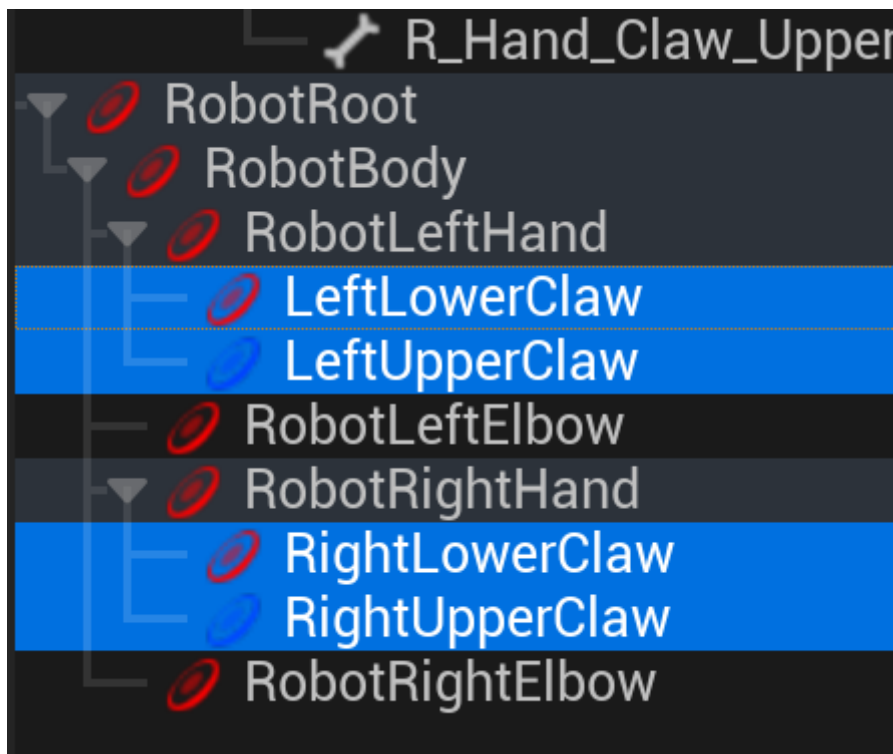 R_Hand_Claw_Upper
RobotRoot
RobotBody
RobotLeftHand
LeftLowerClaw
LeftUpperClaw
RobotLeftElbow
RobotRightHand
RightLowerClaw
RightUpperClaw
RobotRightElbow